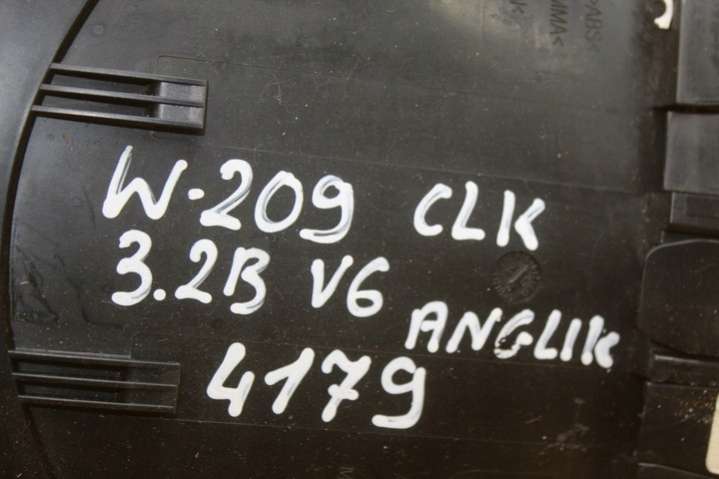 W-209 CLK
3.2B V6
ANGLIK
4179